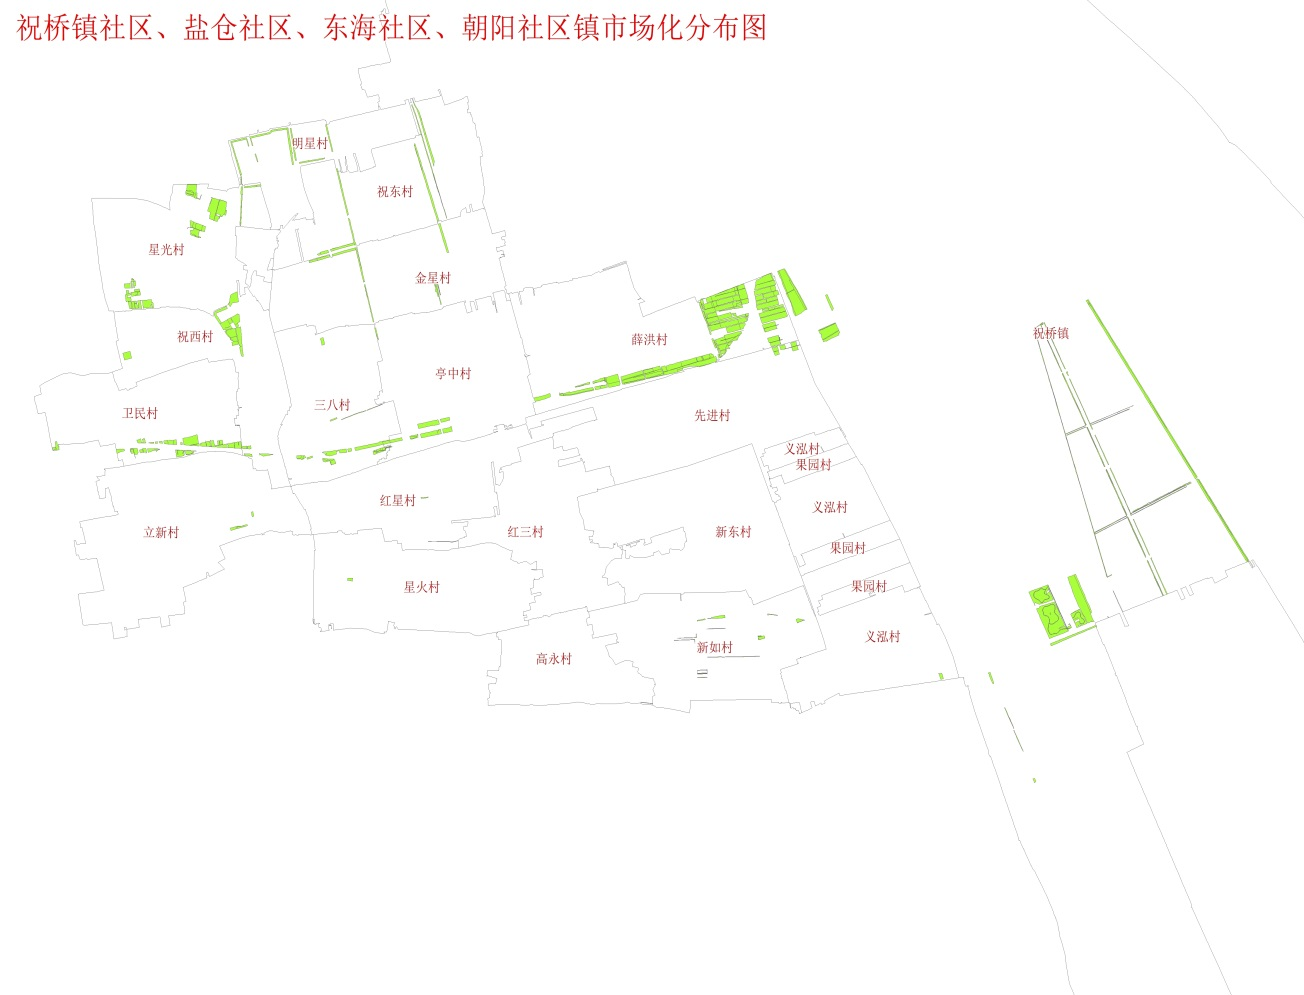 祝桥镇社区、盐仓社区、东海社区、朝阳社区镇市场化分布图
明星村
祝东村
星光村
金星村
祝西村
薛洪村
祝桥镇
亭中村
三八村
卫民村
先进村
义泓村
果园村
红星村
义泓村
立新村
红三村
新东村
果园村
星火村
果园村
义泓村
新如村
高永村